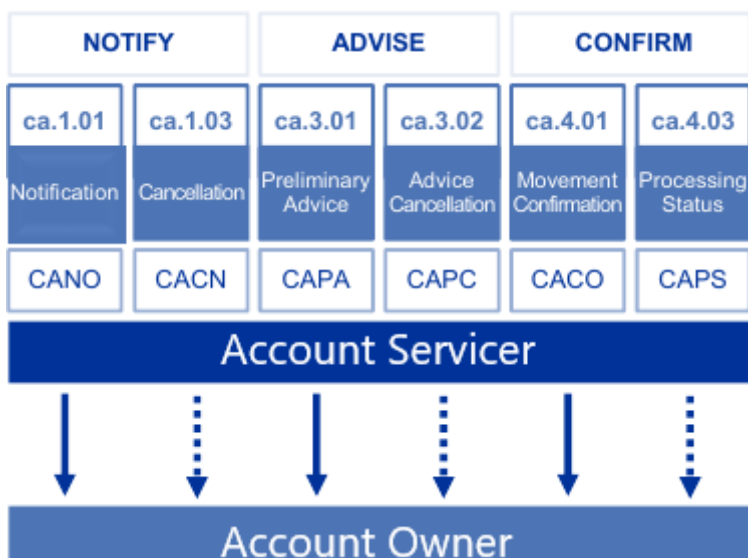 NOTIFY ADVISE CONFIRM
ca.1.01 ca.1.03 ca.3.01 ca.3.02 ca.4.01 ca.4.03
Notification Cancellation Preliminary Advice Advice Cancellation Movement Confirmation Processing Status
CANO CACN CAPA CAPC CACO CAPS
Account Servicer
Account Owner